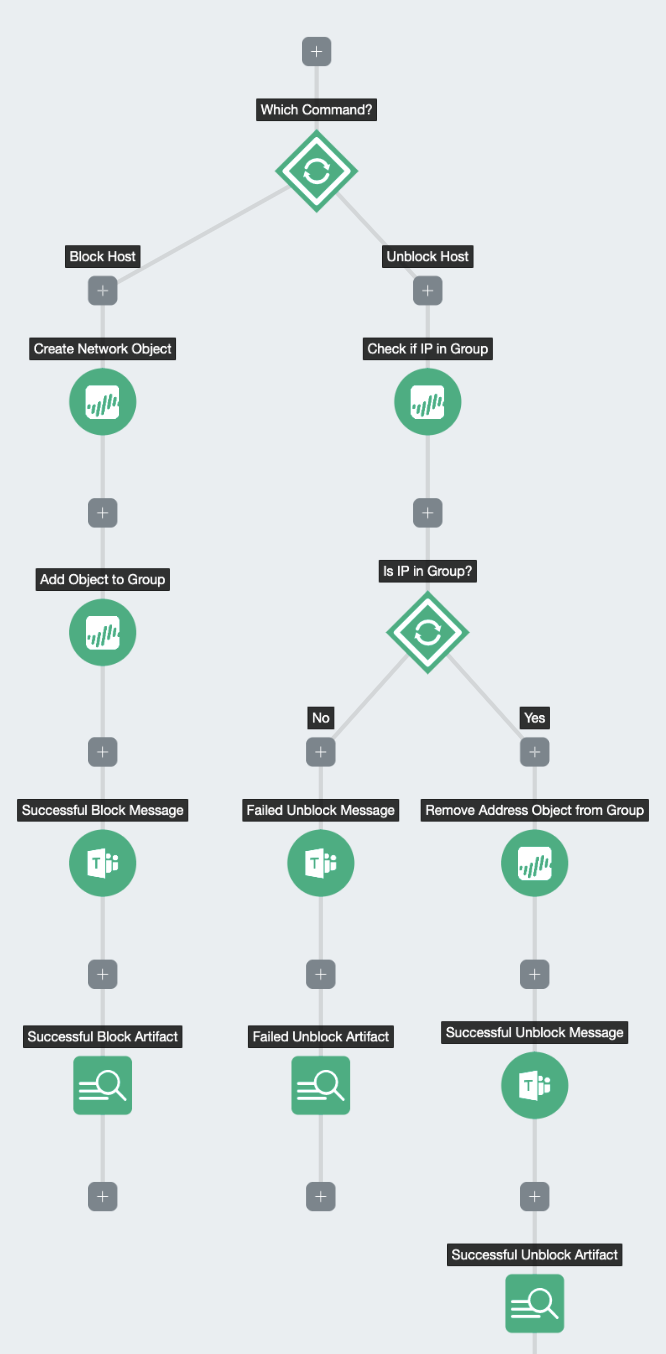 Which Command?
Block Host
Unblock Host
Create Network Object
Check if IP in Group
Add Object to Group
Is IP in Group?
No
Yes
Successful Block Message
Failed Unblock Message
Remove Address Object from Group
T
T
Successful Block Artifact
Failed Unblock Artifact
Successful Unblock Message
T
Successful Unblock Artifact